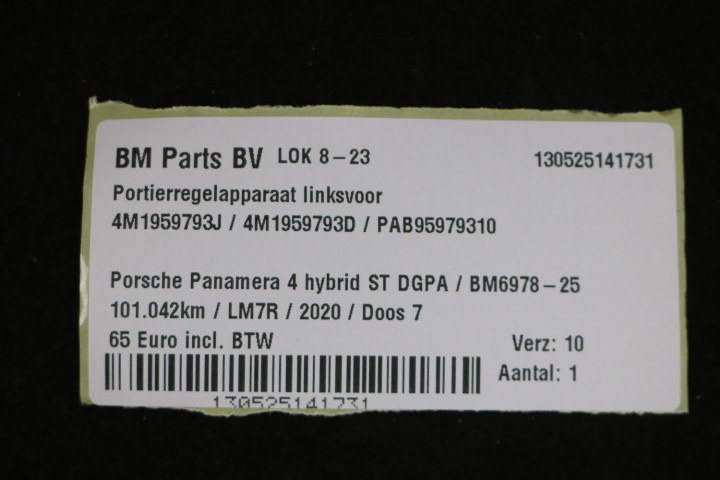 BM Parts BV LOK 8-23 130525141731
Portierregelapparaat linksvoor
4M1959793J / 4M1959793D / PAB95979310
Porsche Panamera 4 hybrid ST DGPA / BM6978-25
101.042km / LM7R / 2020 / Doos 7
65 Euro incl. BTW Verz: 10
Aantal: 1
130525141731